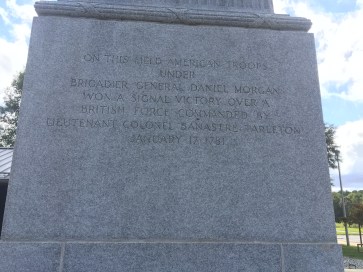 ON THIS FIELD AMERICAN TROOPS
UNDER
BRIGADIER GENERAL DANIEL MORGAN
WON A SIGNAL VICTORY OVER A
BRITISH FORCE COMMANDED BY
LIEUTENANT COLONEL BANASTRE TARLETON
JANUARY 17, 1781